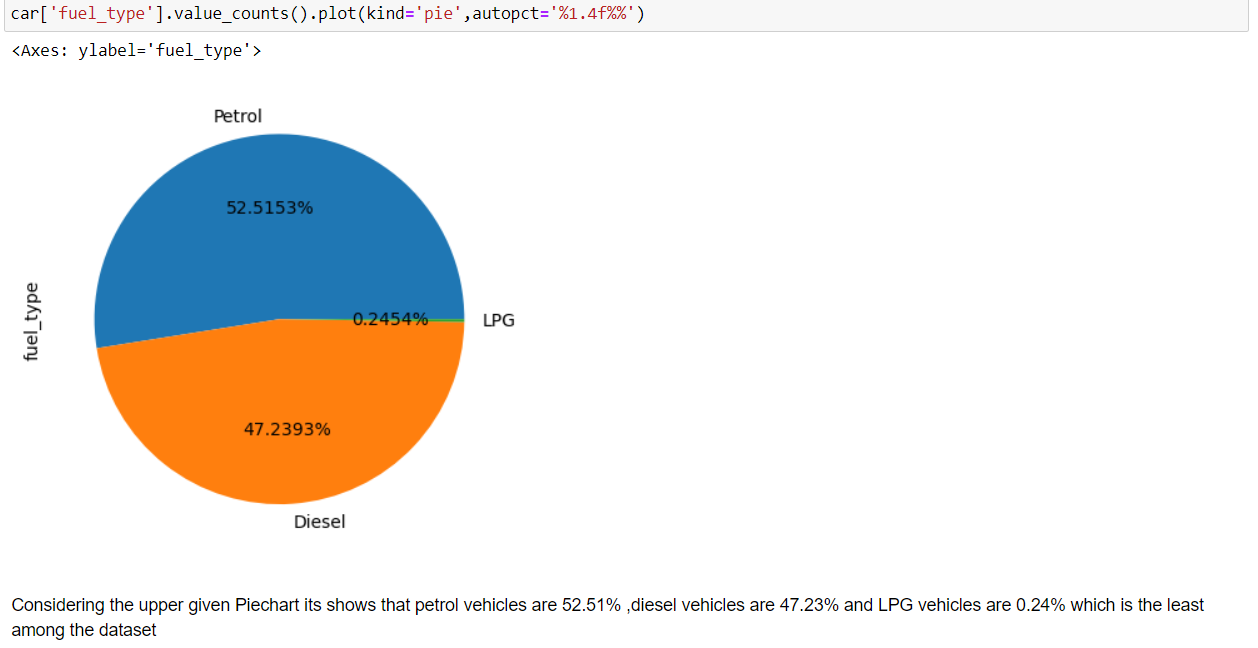 car['fuel_type'].value_counts().plot(kind='pie',autopct='%1.4f%%')
<Axes: ylabel='fuel_type'>
Petrol
52.5153%
fuel_type
0.2454%
LPG
47.2393%
Diesel
Considering the upper given Piechart its shows that petrol vehicles are 52.51% ,diesel vehicles are 47.23% and LPG vehicles are 0.24% which is the least
among the dataset